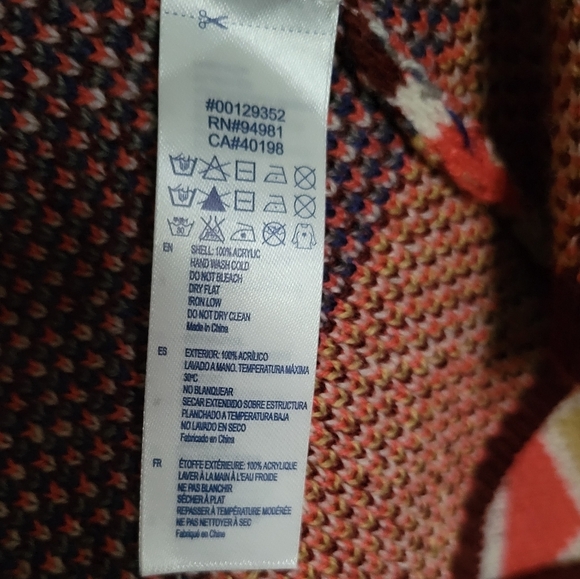 #00129352
RN#94981
CA#40198
EN SHELL: 100% ACRYLIC
HAND WASH COLD
DO NOT BLEACH
DRY FLAT
IRON LOW
DO NOT DRY CLEAN
Made in China
ES EXTERIOR: 100% ACRÍLICO
LAVADO A MANO. TEMPERATURA MÁXIMA
30ºC
NO BLANQUEAR
SECAR EXTENDIDO SOBRE ESTRUCTURA
PLANCHADO A TEMPERATURA BAJA
NO LAVADO EN SECO
Fabricado en China
FR ÉTOFFE EXTÉRIEURE: 100% ACRYLIQUE
LAVER À LA MAIN À L'EAU FROIDE
NE PAS BLANCHIR
SÉCHER À PLAT
REPASSER À TEMPÉRATURE MODÉRÉE
NE PAS NETTOYER À SEC
Fabriqué en Chine